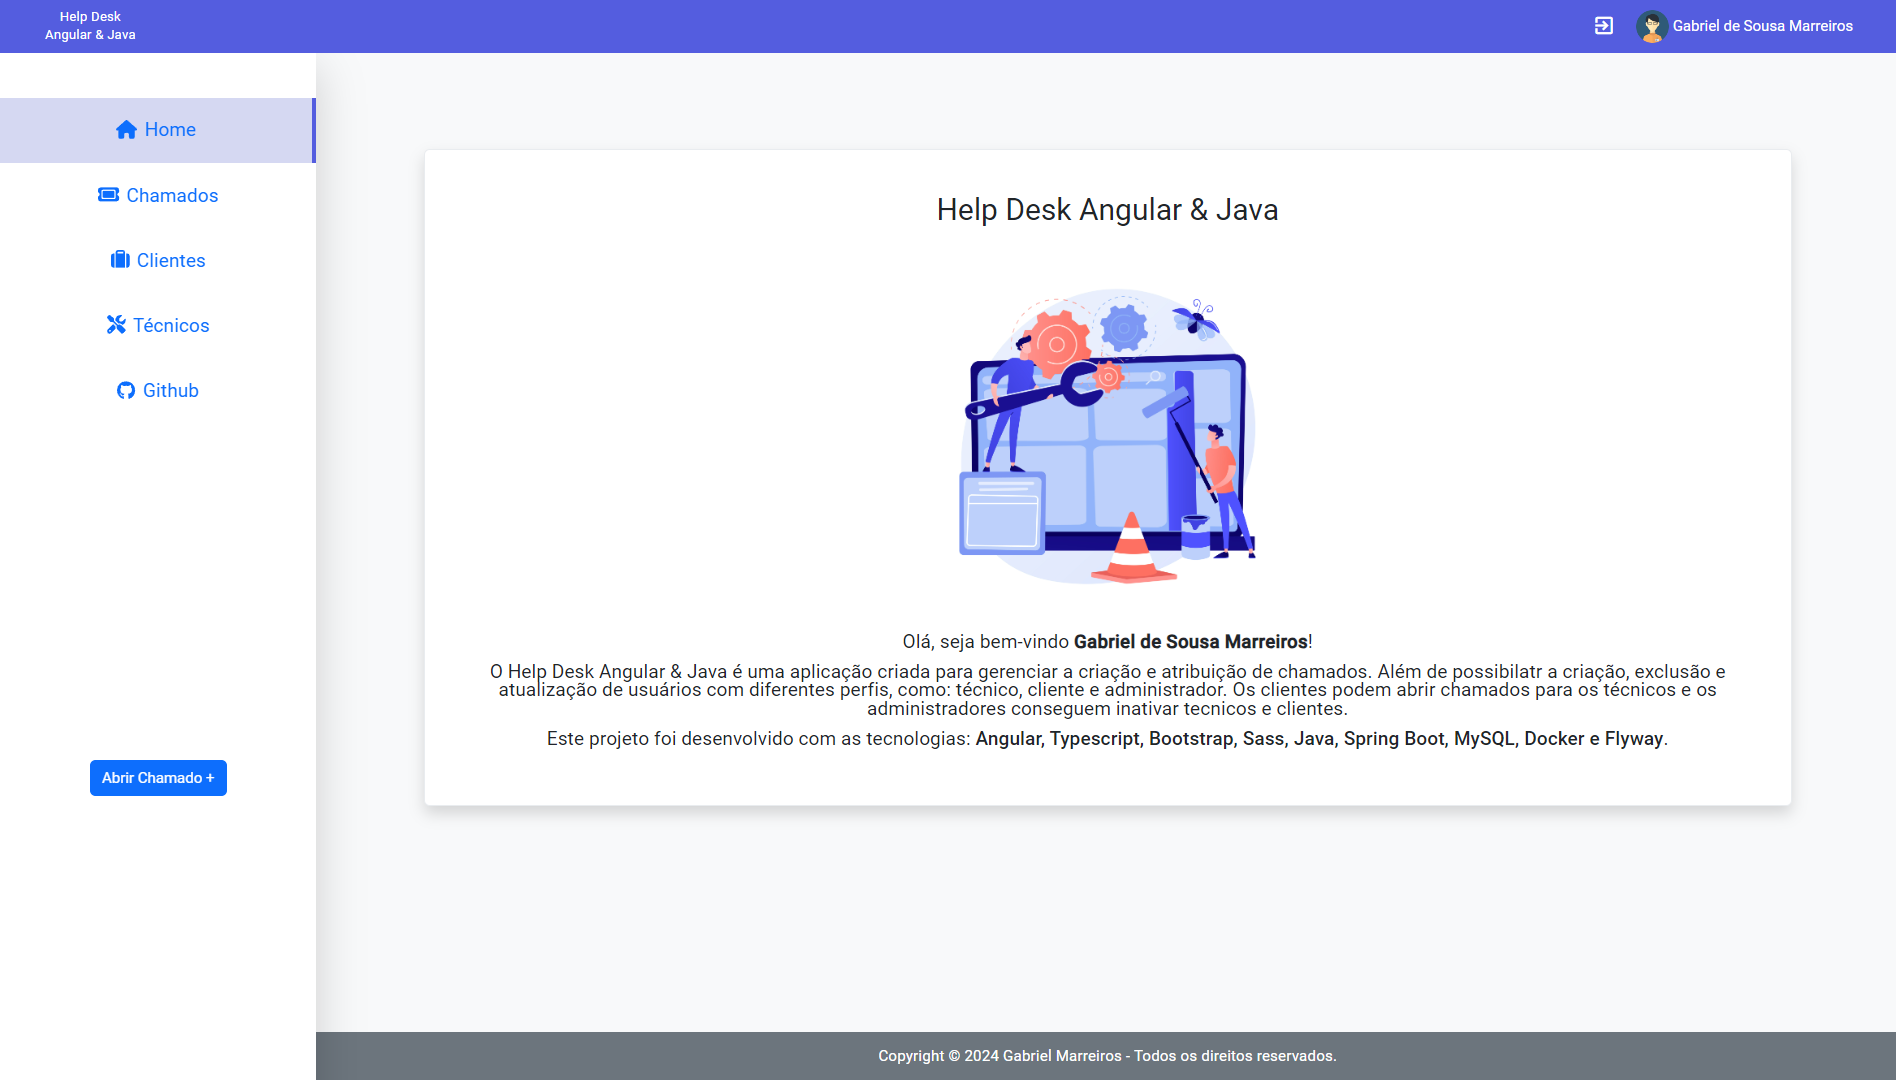 Help Desk
Angular & Java
Gabriel de Sousa Marreiros
Home
Chamados
Clientes
Técnicos
Github
Abrir Chamado +
Help Desk Angular & Java
Olá, seja bem-vindo Gabriel de Sousa Marreiros!
O Help Desk Angular & Java é uma aplicação criada para gerenciar a criação e atribuição de chamados. Além de possibilatr a criação, exclusão e
atualização de usuários com diferentes perfis, como: técnico, cliente e administrador. Os clientes podem abrir chamados para os técnicos e os
administradores conseguem inativar tecnicos e clientes.
Este projeto foi desenvolvido com as tecnologias: Angular, Typescript, Bootstrap, Sass, Java, Spring Boot, MySQL, Docker e Flyway.
Copyright © 2024 Gabriel Marreiros - Todos os direitos reservados.